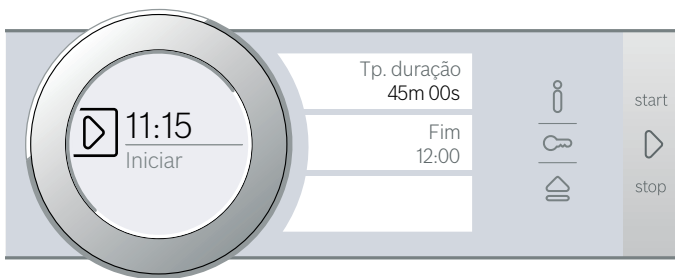 11:15
Iniciar
Tp. duração
45m 00s
Fim
12:00
start
stop